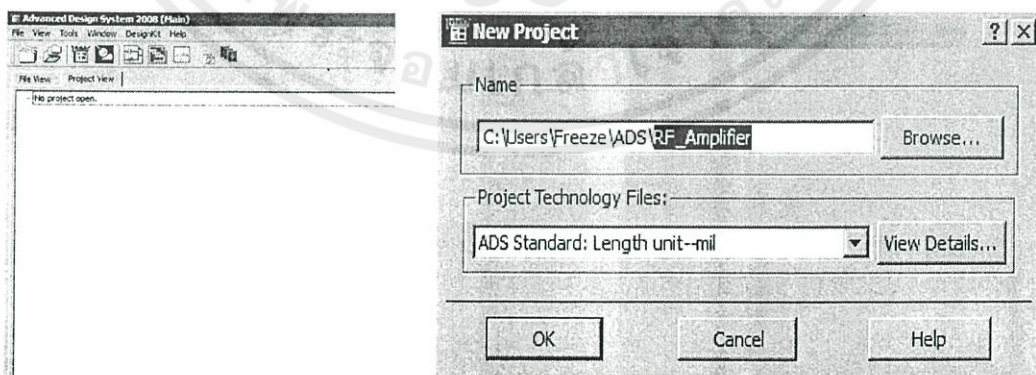 Advanced Design System 2008 (Main)
File View Tools Window DesignKit Help
File View Project View
No project open.
New Project
Name
C:\Users\Freeze\ADS\RF_Amplifier
Browse...
Project Technology Files:
ADS Standard: Length unit--mil
View Details...
OK Cancel Help